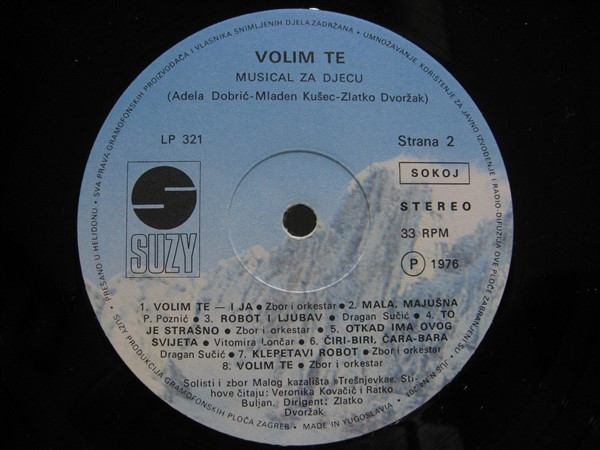 VOLIM TE
MUSICAL ZA DJECU
(Adela Dobrić-Mladen Kušec-Zlatko Dvoržak)
LP 321
Strana 2
SOKOJ
STEREO
33 RPM
P 1976
S
SUZY
1. VOLIM TE — I JA ● Zbor i orkestar ● 2. MALA, MAJUŠNA
P. Poznić ● 3. ROBOT I LJUBAV ● Dragan Sučić ● 4. TO
JE STRAŠNO ● Zbor i orkestar ● 5. OTKAD IMA OVOG
SVIJETA ● Vitomira Lončar ● 6. ĆIRI-BIRI, ĆARA-BARA
Dragan Sučić ● 7. KLEPETAVI ROBOT ● Zbor i orkestar
8. VOLIM TE ● Zbor i orkestar
Solisti i zbor Malog kazališta »Trešnjevka«. Sti-
hove čitaju: Veronika Kovačić i Ratko
Buljan. Dirigent: Zlatko
Dvoržak
SUZY PRODUKCIJA GRAMOFONSKIH PLOČA ZAGREB ● MADE IN YUGOSLAVIA ●
PREŠANO U HELIDONU ● SVA PRAVA GRAMOFONSKIH PROIZVOĐAČA I VLASNIKA SNIMLJENIH DJELA ZADRŽANA ● UMNOŽAVANJE KORISTENJE ZA JAVNO IZVOĐENJE I RADIO DIFUZIJA OVE PLOČE ZABRANJENI SU